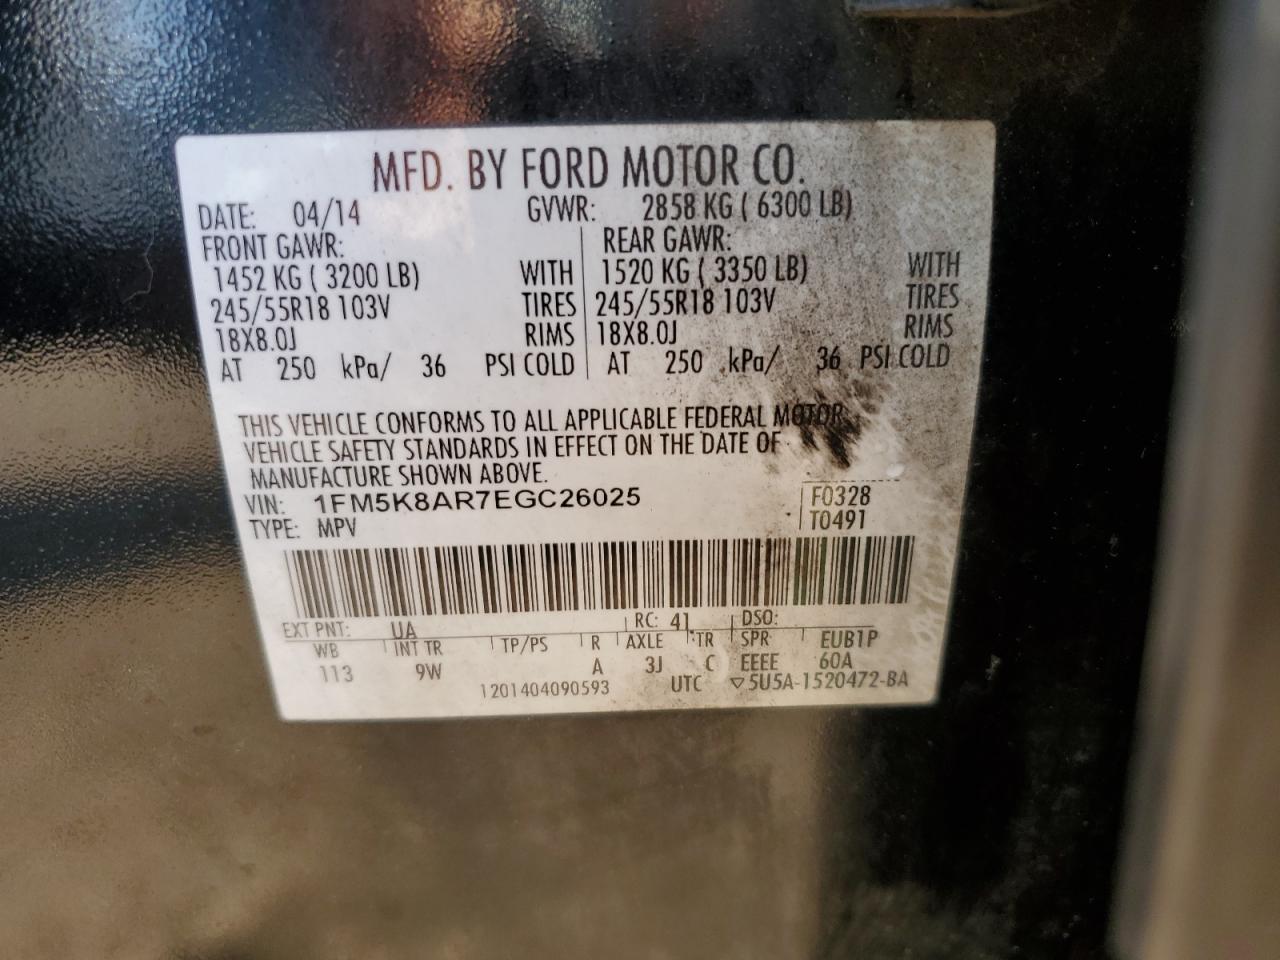 MFD. BY FORD MOTOR CO.
DATE: 04/14 GVWR: 2858 KG ( 6300 LB)
FRONT GAWR: REAR GAWR:
1452 KG ( 3200 LB) WITH 1520 KG ( 3350 LB) WITH
245/55R18 103V TIRES 245/55R18 103V TIRES
18X8.0J RIMS 18X8.0J RIMS
AT 250 kPa/ 36 PSI COLD AT 250 kPa/ 36 PSI COLD
THIS VEHICLE CONFORMS TO ALL APPLICABLE FEDERAL MOTOR
VEHICLE SAFETY STANDARDS IN EFFECT ON THE DATE OF
MANUFACTURE SHOWN ABOVE.
VIN: 1FM5K8AR7EGC26025 F0328
TYPE: MPV T0491
EXT PNT: UA RC: 41 DSO:
WB INT TR TP/PS R AXLE TR SPR EUB1P
113 9W A 3J C EEEE 60A
1201404090593 UTC ▽5U5A-1520472-BA